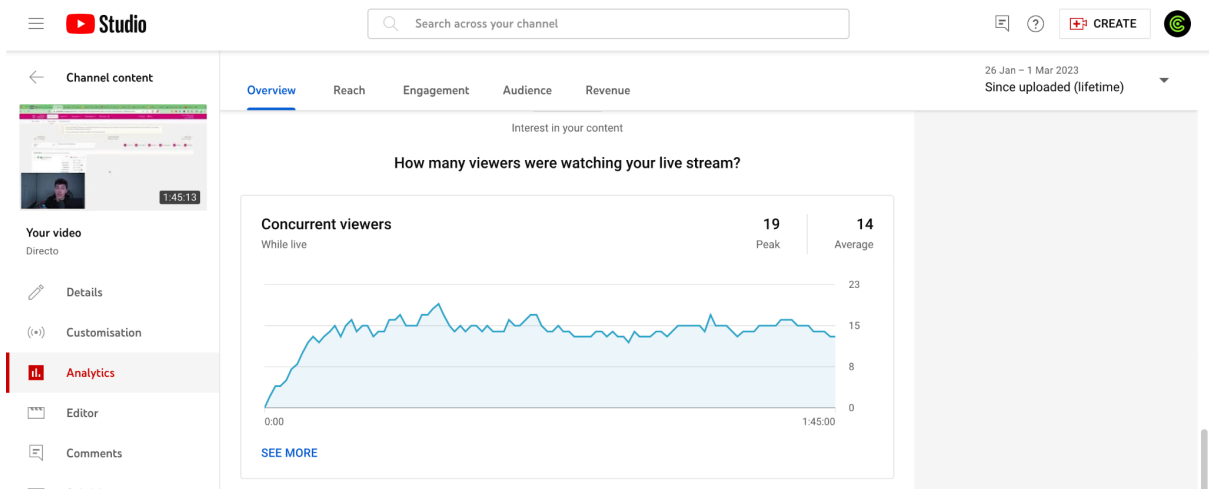 Studio
Search across your channel
CREATE
Channel content
1:45:13
Your video
Directo
Details
Customisation
Analytics
Editor
Comments
Overview Reach Engagement Audience Revenue
26 Jan – 1 Mar 2023
Since uploaded (lifetime)
Interest in your content
How many viewers were watching your live stream?
Concurrent viewers
While live
19 14
Peak Average
23
15
8
0
0:00 1:45:00
SEE MORE